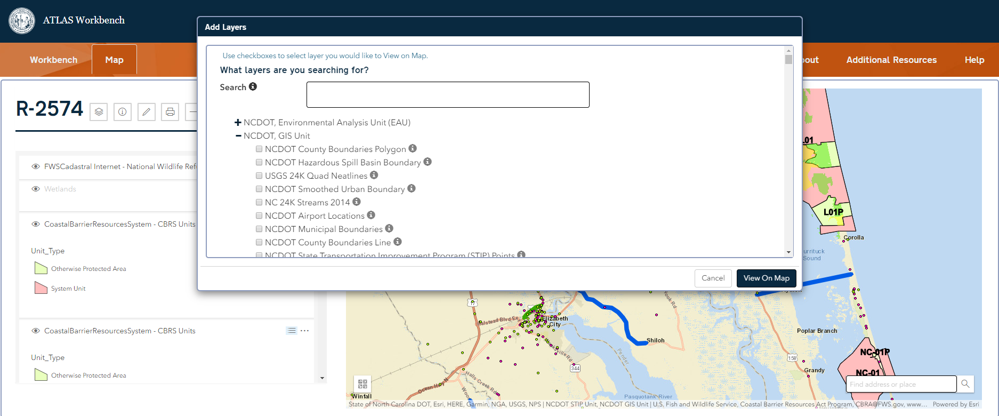 ATLAS Workbench
Workbench
Map
out
Additional Resources
Help
Add Layers
Use checkboxes to select layer you would like to View on Map.
What layers are you searching for?
Search
NCDOT, Environmental Analysis Unit (EAU)
NCDOT, GIS Unit
NCDOT County Boundaries Polygon
NCDOT Hazardous Spill Basin Boundary
USGS 24K Quad Neatlines
NCDOT Smoothed Urban Boundary
NC 24K Streams 2014
NCDOT Airport Locations
NCDOT Municipal Boundaries
NCDOT County Boundaries Line
NCDOT State Transportation Improvement Program (STIP) Points
Cancel
View On Map
R-2574
FWSCadastral Internet - National Wildlife Ref
Wetlands
CoastalBarrierResourcesSystem - CBRS Units
Unit_Type
Otherwise Protected Area
System Unit
CoastalBarrierResourcesSystem - CBRS Units
Unit_Type
Otherwise Protected Area
L01
L01P
Corolla
urrituck
Sound
17
Halstead Blvd Ex
Elizabeth
City
Hook Rd
Shiloh
Pender
344
Poplar Branch
158
Grandy
NC-01P
NC-01
Halls Creek Rd
Ocean Hwy N
Winfall
Pasquotank River
Find address or place
State of North Carolina DOT, Esri, HERE, Garmin, NGA, USGS, NPS | NCDOT STIP Unit, NCDOT GIS Unit | U.S. Fish and Wildlife Service, Coastal Barrier Resources Act Program, CBRA@FWS.gov, www...
Powered by Esri